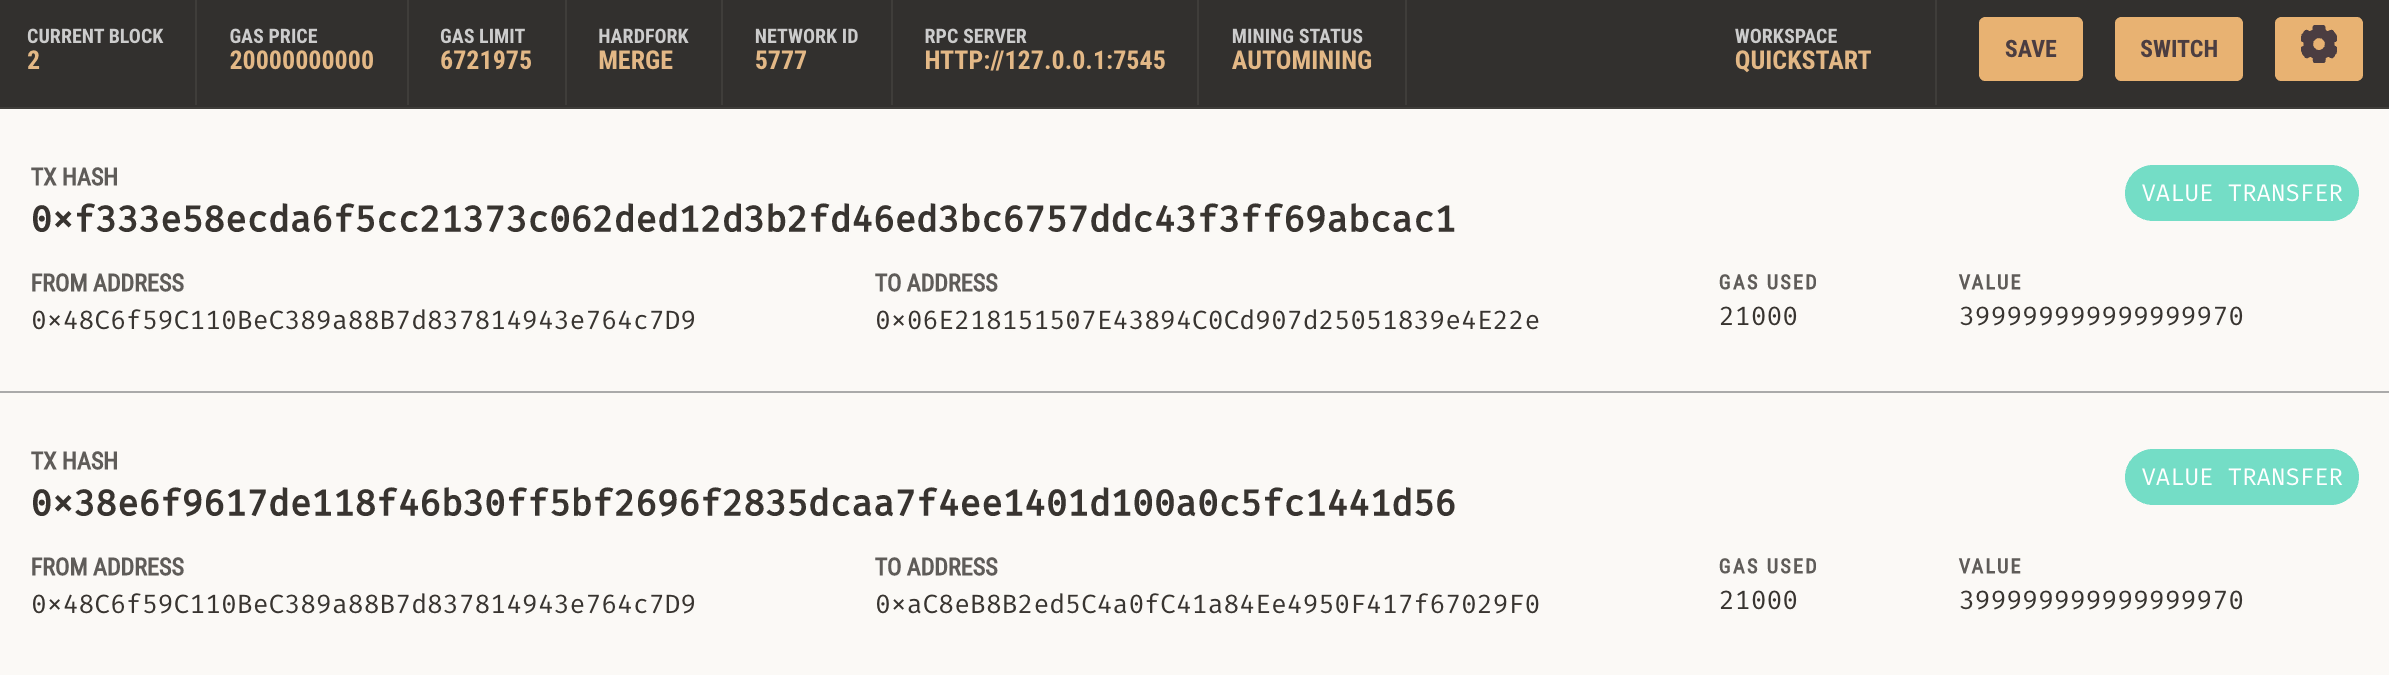 CURRENT BLOCK GAS PRICE GAS LIMIT HARDFORK NETWORK ID RPC SERVER MINING STATUS WORKSPACE
2 20000000000 6721975 MERGE 5777 HTTP://127.0.0.1:7545 AUTOMINING QUICKSTART SAVE SWITCH
TX HASH
0×f333e58ecda6f5cc21373c062ded12d3b2fd46ed3bc6757ddc43f3ff69abcac1 VALUE TRANSFER
FROM ADDRESS TO ADDRESS GAS USED VALUE
0×48C6f59C110BeC389a88B7d837814943e764c7D9 0×06E218151507E43894C0Cd907d25051839e4E22e 21000 399999999999999970
TX HASH
0×38e6f9617de118f46b30ff5bf2696f2835dcaa7f4ee1401d100a0c5fc1441d56 VALUE TRANSFER
FROM ADDRESS TO ADDRESS GAS USED VALUE
0×48C6f59C110BeC389a88B7d837814943e764c7D9 0×aC8eB8B2ed5C4a0fC41a84Ee4950F417f67029F0 21000 399999999999999970